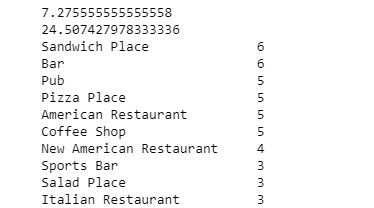 7.275555555555558
24.507427978333336
Sandwich Place 6
Bar 6
Pub 5
Pizza Place 5
American Restaurant 5
Coffee Shop 5
New American Restaurant 4
Sports Bar 3
Salad Place 3
Italian Restaurant 3